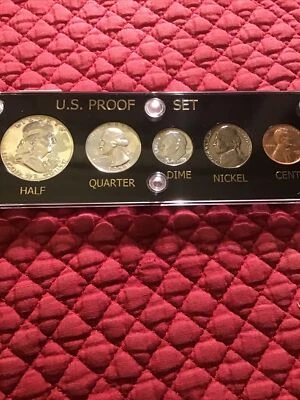 U.S. PROOF SET
HALF
QUARTER
DIME
NICKEL
CENT